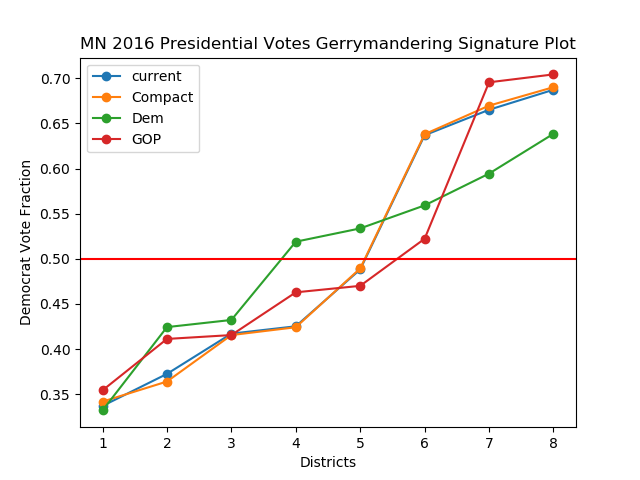 MN 2016 Presidential Votes Gerrymandering Signature Plot
current
Compact
Dem
GOP
0.70
0.65
0.60
0.55
0.50
0.45
0.40
0.35
Democrat Vote Fraction
1 2 3 4 5 6 7 8
Districts